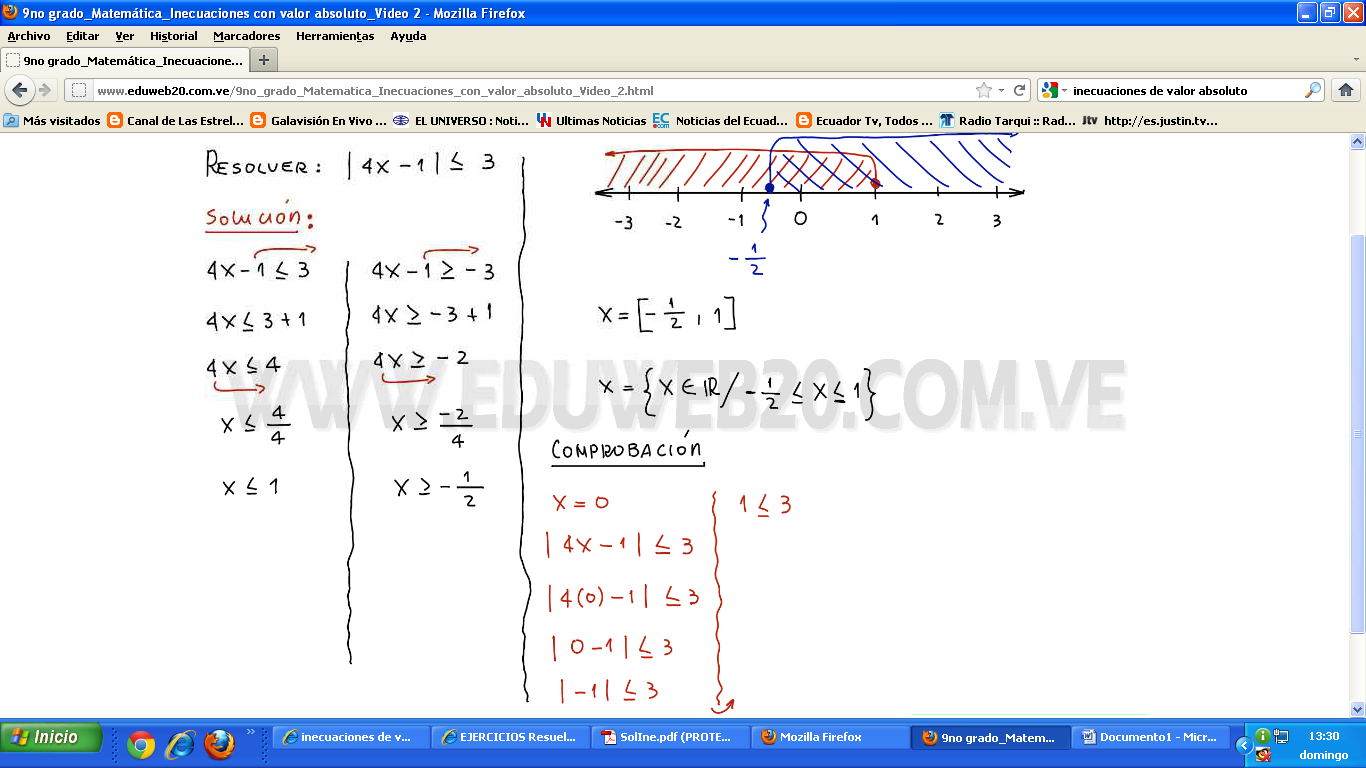 9no grado_Matemática_Inecuaciones con valor absoluto_Video 2 - Mozilla Firefox
Archivo Editar Ver Historial Marcadores Herramientas Ayuda
9no grado_Matemática_Inecuacione... +
www.eduweb20.com.ve/9no_grado_Matematica_Inecuaciones_con_valor_absoluto_Video_2.html inecuaciones de valor absoluto
Más visitados Canal de Las Estrel... Galavisión En Vivo ... EL UNIVERSO : Noti... Ultimas Noticias Noticias del Ecuad... Ecuador Tv, Todos ... Radio Tarqui :: Rad... http://es.justin.tv...
RESOLVER: |4X-1| ≤ 3
Solución:
4X-1 ≤ 3
4X ≤ 3+1
4X ≤ 4
X ≤ 4/4
X ≤ 1
4X-1 ≥ -3
4X ≥ -3+1
4X ≥ -2
X ≥ -2/4
X ≥ -1/2
-3 -2 -1 0 1 2 3
-1/2
X = [-1/2, 1]
X = {X ∈ IR / -1/2 ≤ X ≤ 1}
COMPROBACIÓN
X = 0
|4X-1| ≤ 3
|4(0)-1| ≤ 3
|0-1| ≤ 3
|-1| ≤ 3
1 ≤ 3
WWW.EDUWEB20.COM.VE
Inicio inecuaciones de v... EJERCICIOS Resuel... SolIne.pdf (PROTE... Mozilla Firefox 9no grado_Matem... Documento1 - Micr... 13:30
domingo